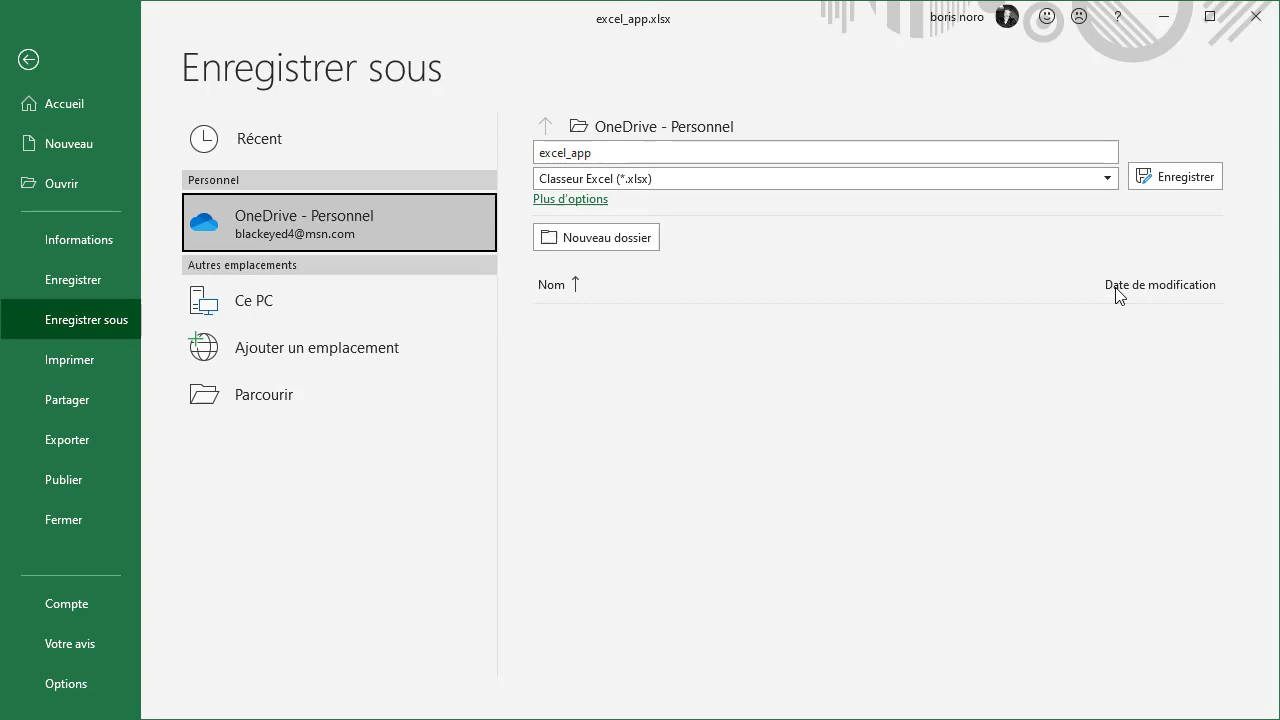 excel_app.xlsx
boris noro
?
Accueil
Nouveau
Ouvrir
Informations
Enregistrer
Enregistrer sous
Imprimer
Partager
Exporter
Publier
Fermer
Compte
Votre avis
Options
Enregistrer sous
Récent
Personnel
OneDrive - Personnel
blackeyed4@msn.com
Autres emplacements
Ce PC
Ajouter un emplacement
Parcourir
OneDrive - Personnel
excel_app
Classeur Excel (*.xlsx)
Enregistrer
Plus d'options
Nouveau dossier
Nom
Date de modification